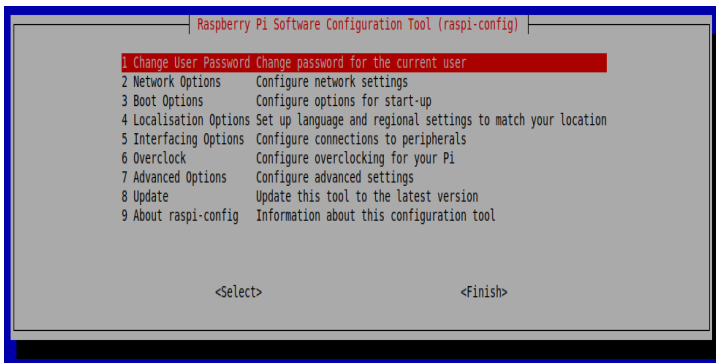 Raspberry Pi Software Configuration Tool (raspi-config)
1 Change User Password Change password for the current user
2 Network Options Configure network settings
3 Boot Options Configure options for start-up
4 Localisation Options Set up language and regional settings to match your location
5 Interfacing Options Configure connections to peripherals
6 Overclock Configure overclocking for your Pi
7 Advanced Options Configure advanced settings
8 Update Update this tool to the latest version
9 About raspi-config Information about this configuration tool
<Select> <Finish>